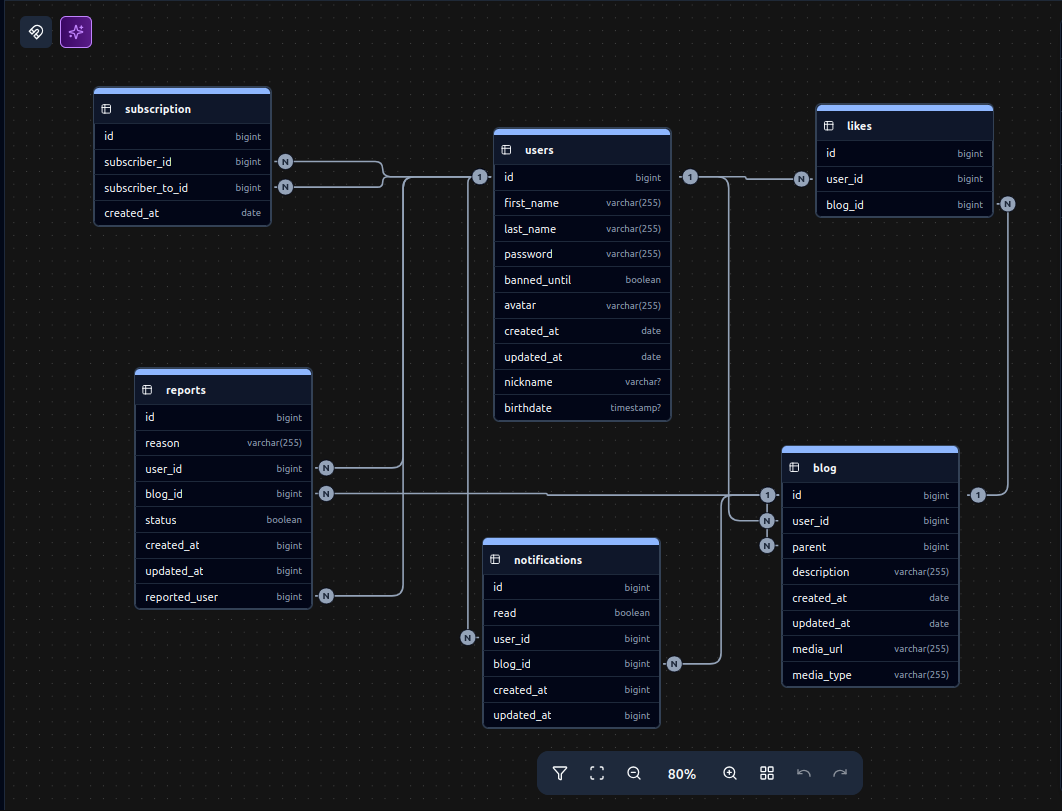 subscription
id bigint
subscriber_id bigint
subscriber_to_id bigint
created_at date
N
N
users
id bigint
first_name varchar(255)
last_name varchar(255)
password varchar(255)
banned_until boolean
avatar varchar(255)
created_at date
updated_at date
nickname varchar?
birthdate timestamp?
1
1
likes
id bigint
user_id bigint
blog_id bigint
N
N
reports
id bigint
reason varchar(255)
user_id bigint
blog_id bigint
status boolean
created_at bigint
updated_at bigint
reported_user bigint
N
N
N
blog
id bigint
user_id bigint
parent bigint
description varchar(255)
created_at date
updated_at date
media_url varchar(255)
media_type varchar(255)
1
N
N
1
notifications
id bigint
read boolean
user_id bigint
blog_id bigint
created_at bigint
updated_at bigint
N
N
80%